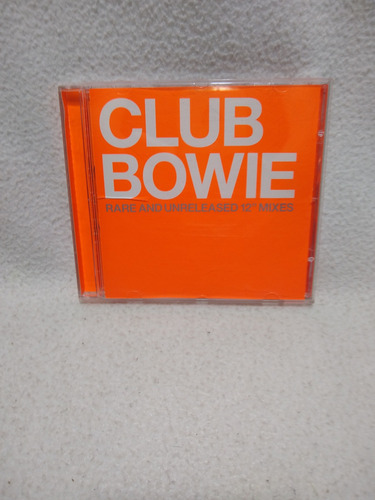 CLUB
BOWIE
RARE AND UNRELEASED 12" MIXES